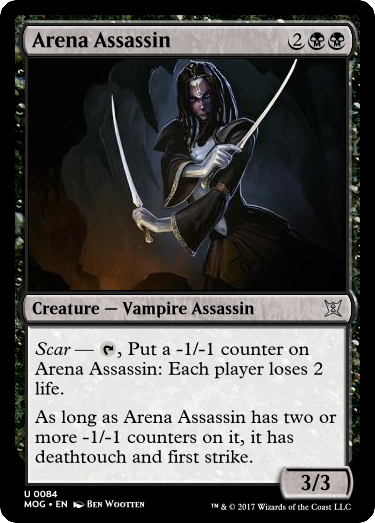 Arena Assassin 2
Creature — Vampire Assassin
Scar — , Put a -1/-1 counter on
Arena Assassin: Each player loses 2
life.
As long as Arena Assassin has two or
more -1/-1 counters on it, it has
deathtouch and first strike.
3/3
U 0084
MOG • EN Ben Wootten
™ & © 2017 Wizards of the Coast LLC